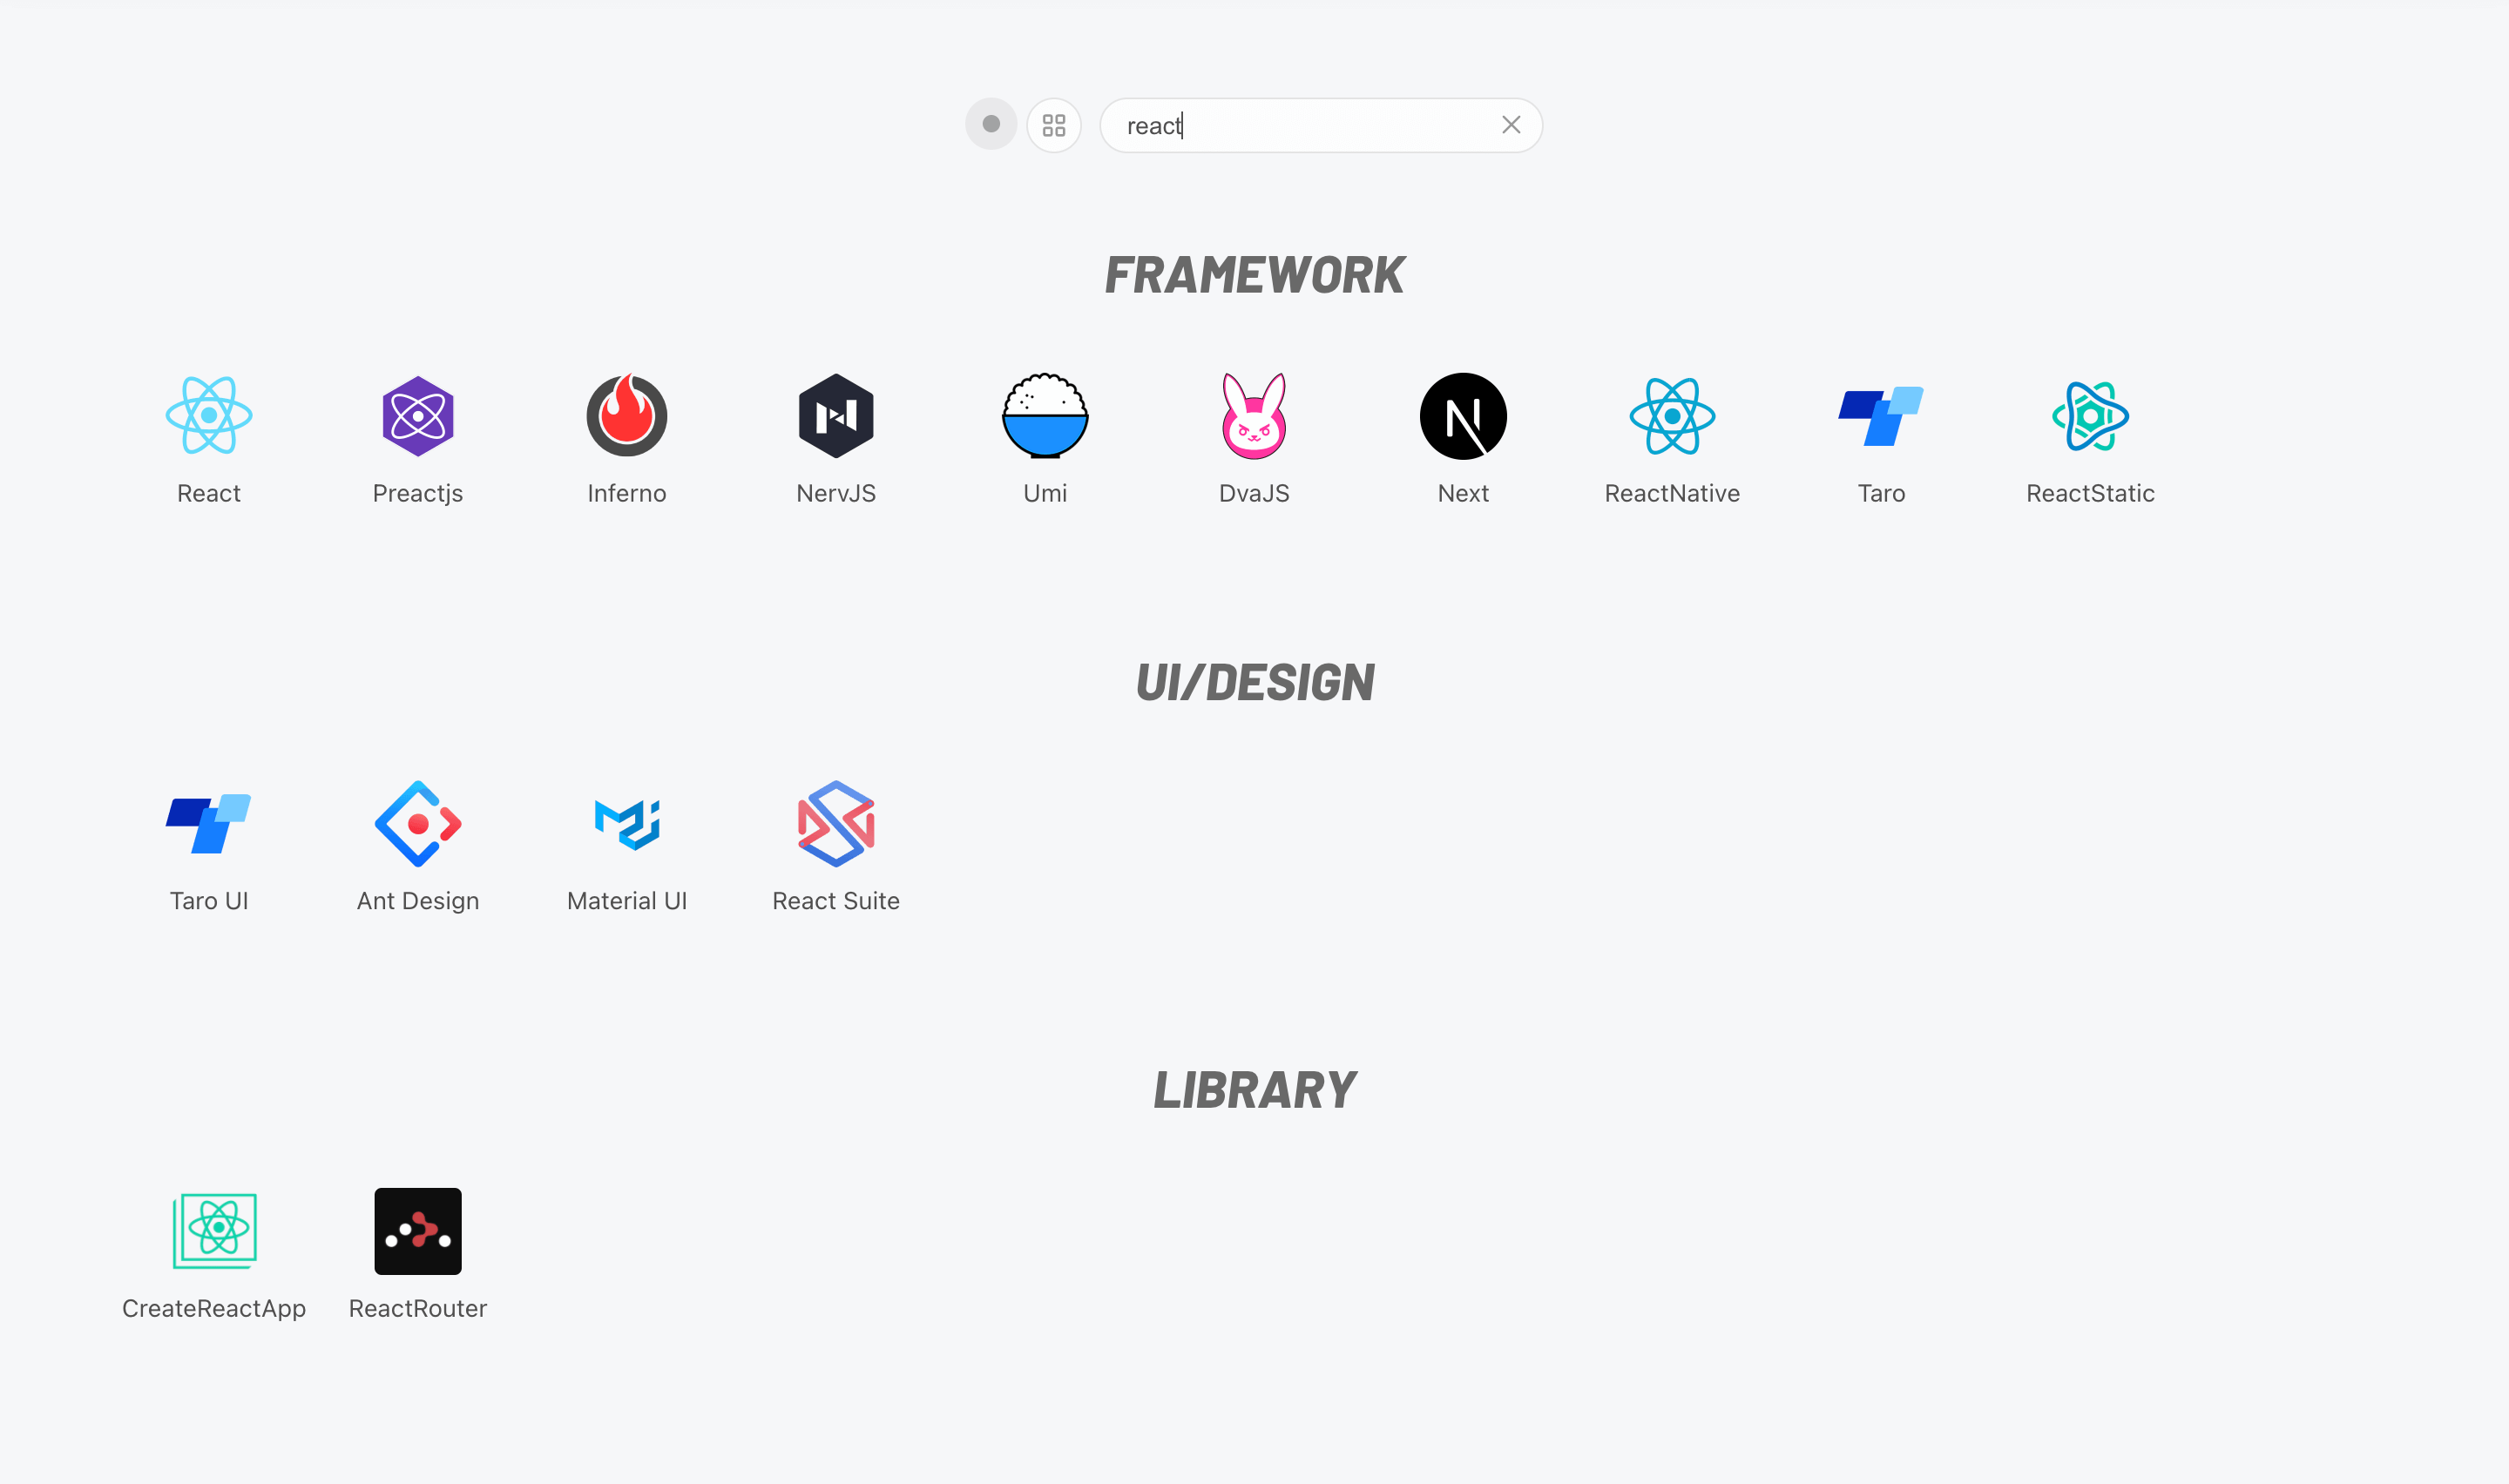 react
FRAMEWORK
React Preactjs Inferno NervJS Umi DvaJS Next ReactNative Taro ReactStatic
UI/DESIGN
Taro UI Ant Design Material UI React Suite
LIBRARY
CreateReactApp ReactRouter